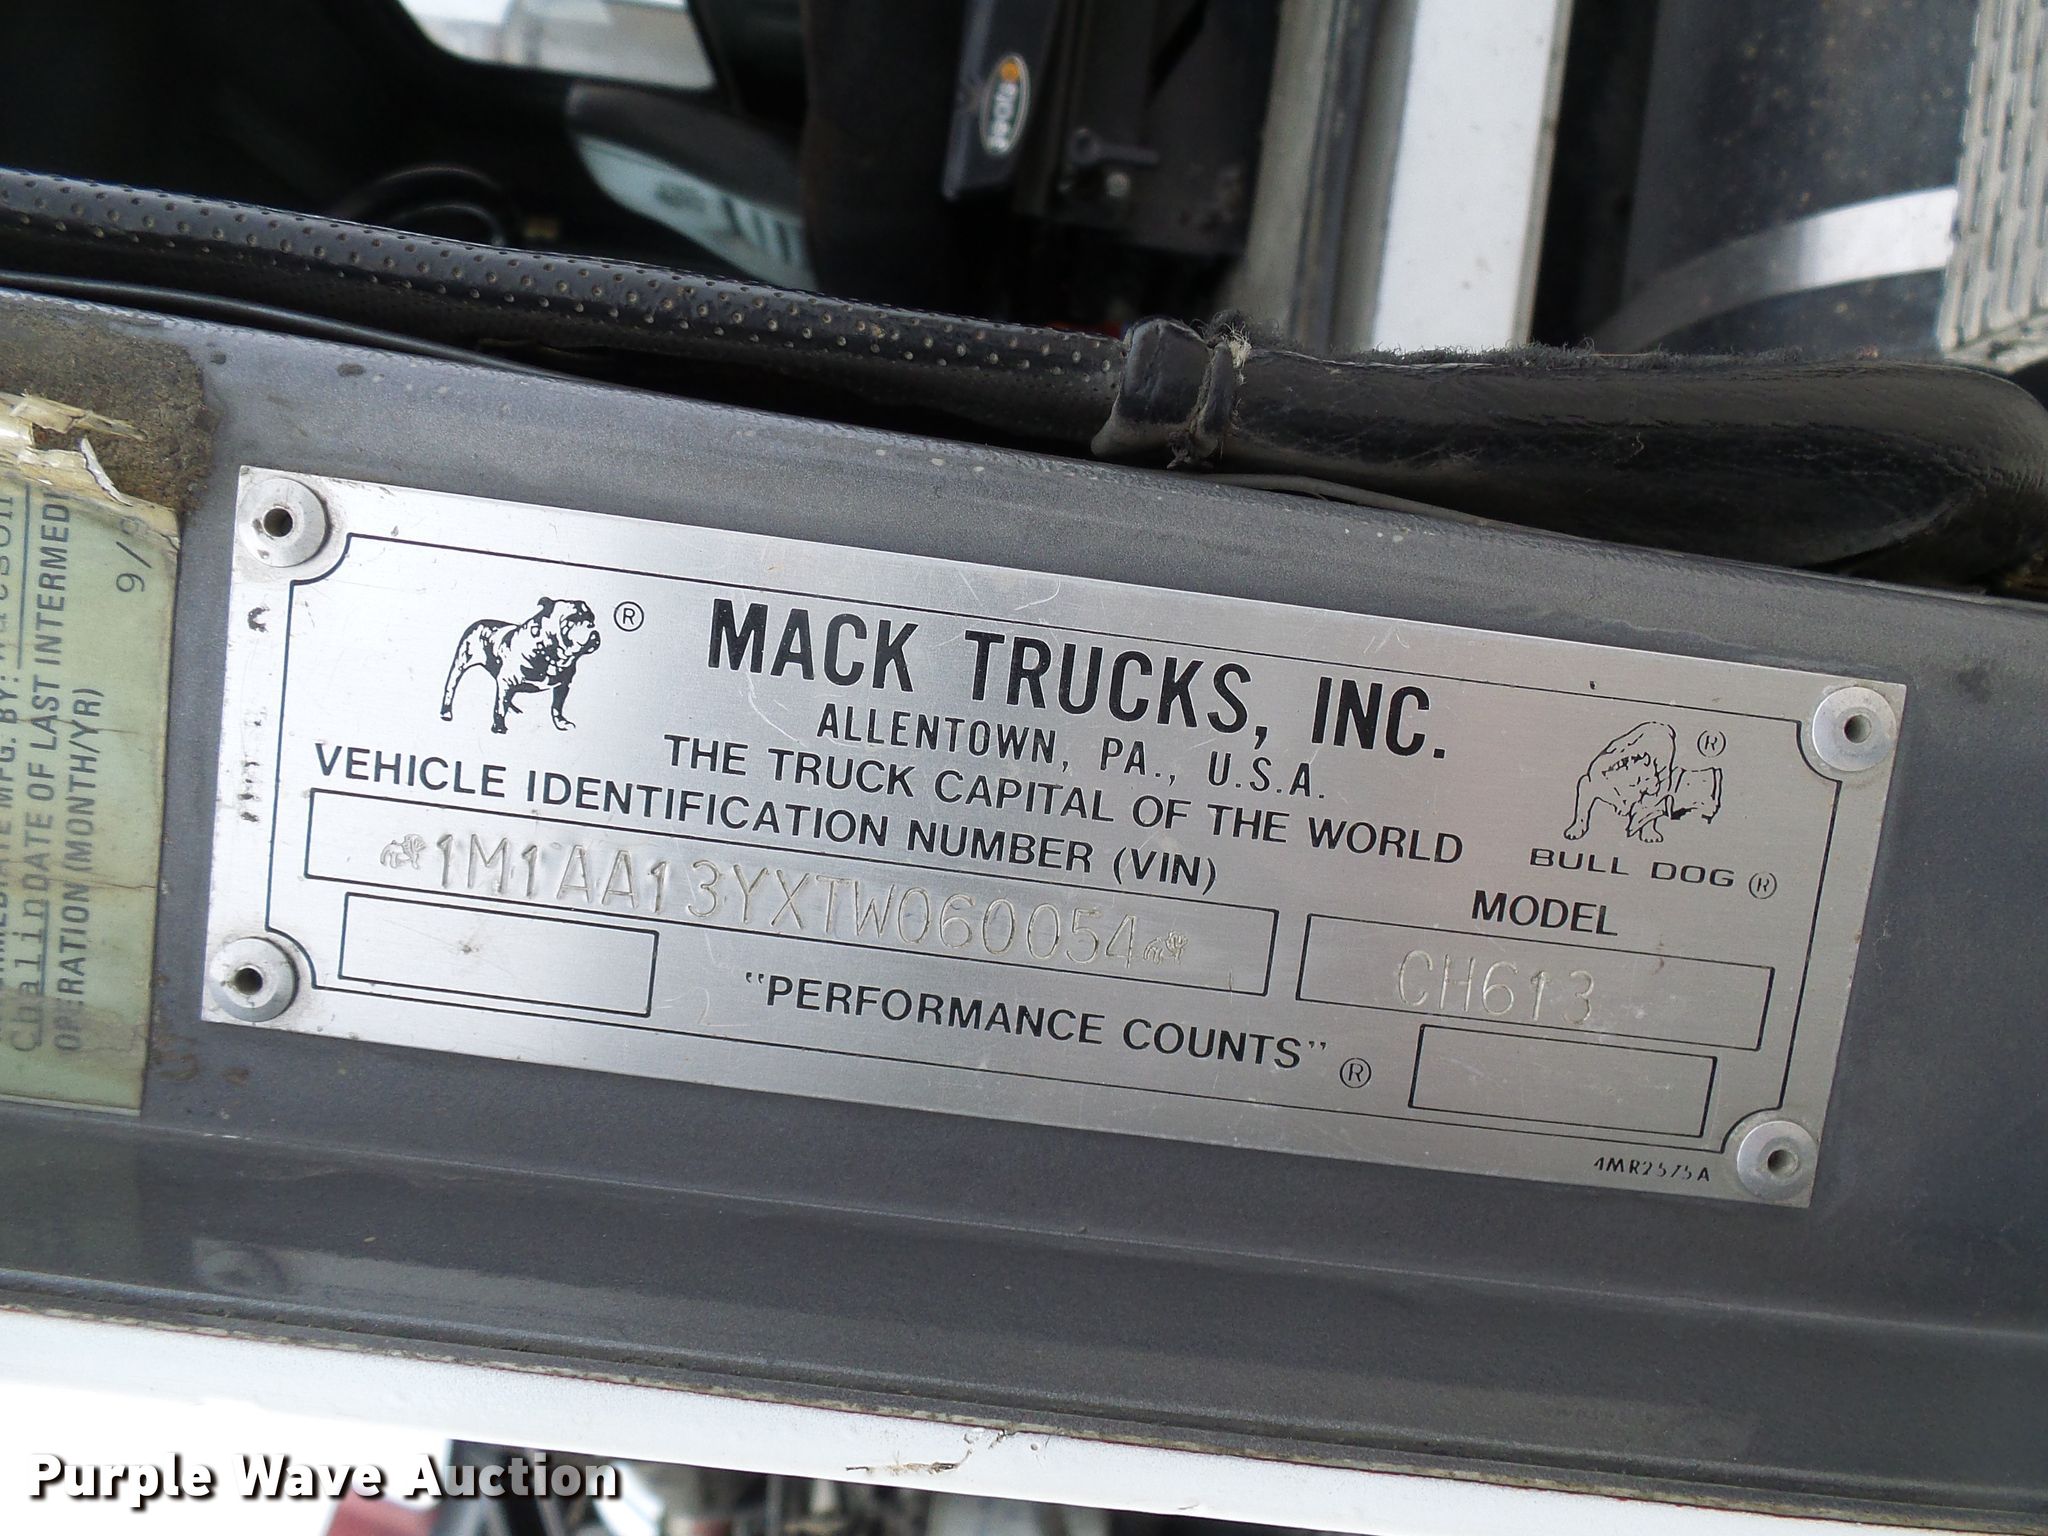 RIDER
®
MACK TRUCKS, INC.
ALLENTOWN, PA., U.S.A.
THE TRUCK CAPITAL OF THE WORLD
®
BULL DOG ®
VEHICLE IDENTIFICATION NUMBER (VIN)
1M1AA13YXTW060054
MODEL
CH613
"PERFORMANCE COUNTS" ®
4MR2575A
DATE OF LAST INTERMEDI
OPERATION (MONTH/YR)
9/9
Purple Wave Auction